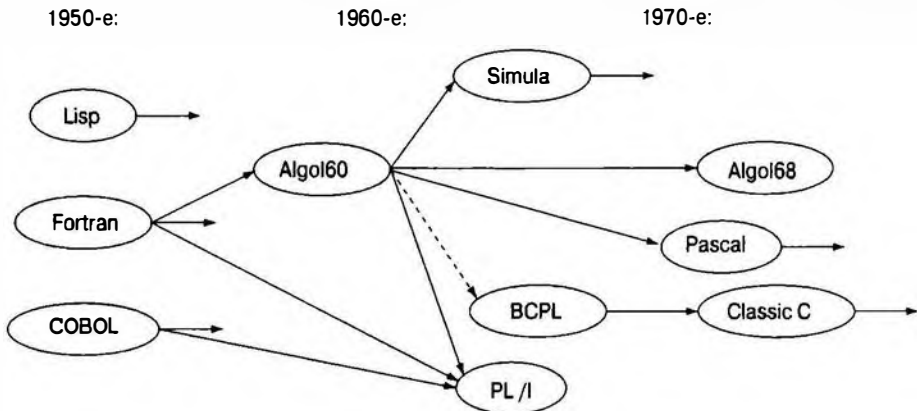 1950-e:
1960-e:
1970-e:
Simula
Lisp
Algol60
Algol68
Fortran
Pascal
BCPL
Classic C
COBOL
PL /I